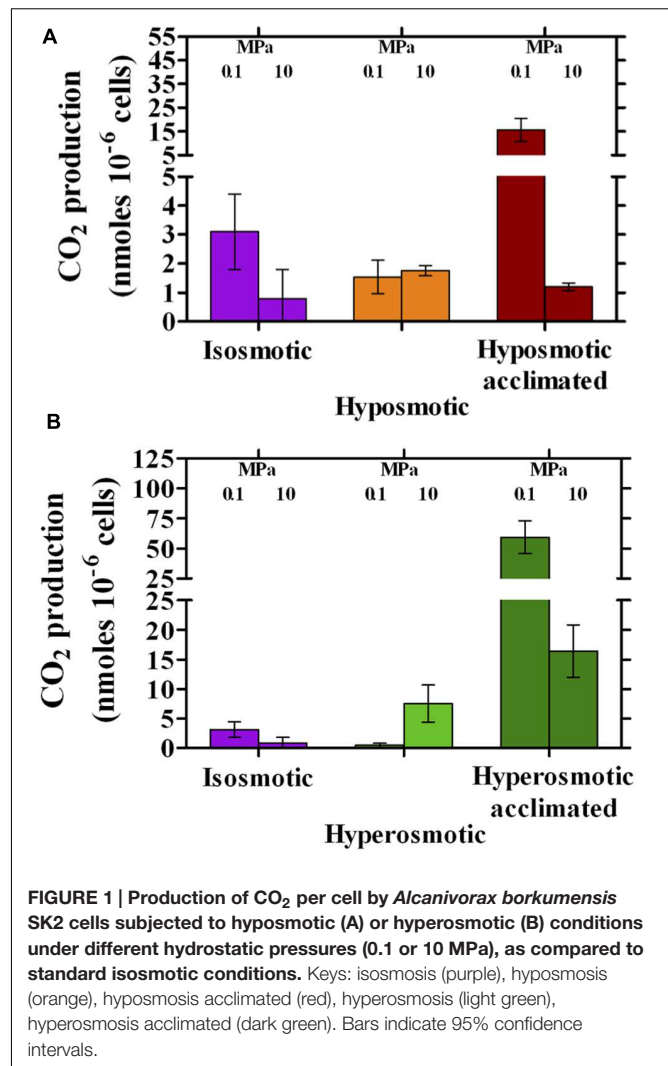 A
MPa MPa MPa
0.1 10 0.1 10 0.1 10
55
45
35
25
15
5
5
4
3
2
1
0
CO₂ production
(nmoles 10⁻⁶ cells)
Isosmotic
Hyposmotic
Hyposmotic
acclimated
B
MPa MPa MPa
0.1 10 0.1 10 0.1 10
125
100
75
50
25
25
20
15
10
5
0
CO₂ production
(nmoles 10⁻⁶ cells)
Isosmotic
Hyperosmotic
Hyperosmotic
acclimated
FIGURE 1 | Production of CO₂ per cell by Alcanivorax borkumensis
SK2 cells subjected to hyposmotic (A) or hyperosmotic (B) conditions
under different hydrostatic pressures (0.1 or 10 MPa), as compared to
standard isosmotic conditions. Keys: isosmosis (purple), hyposmosis
(orange), hyposmosis acclimated (red), hyperosmosis (light green),
hyperosmosis acclimated (dark green). Bars indicate 95% confidence
intervals.